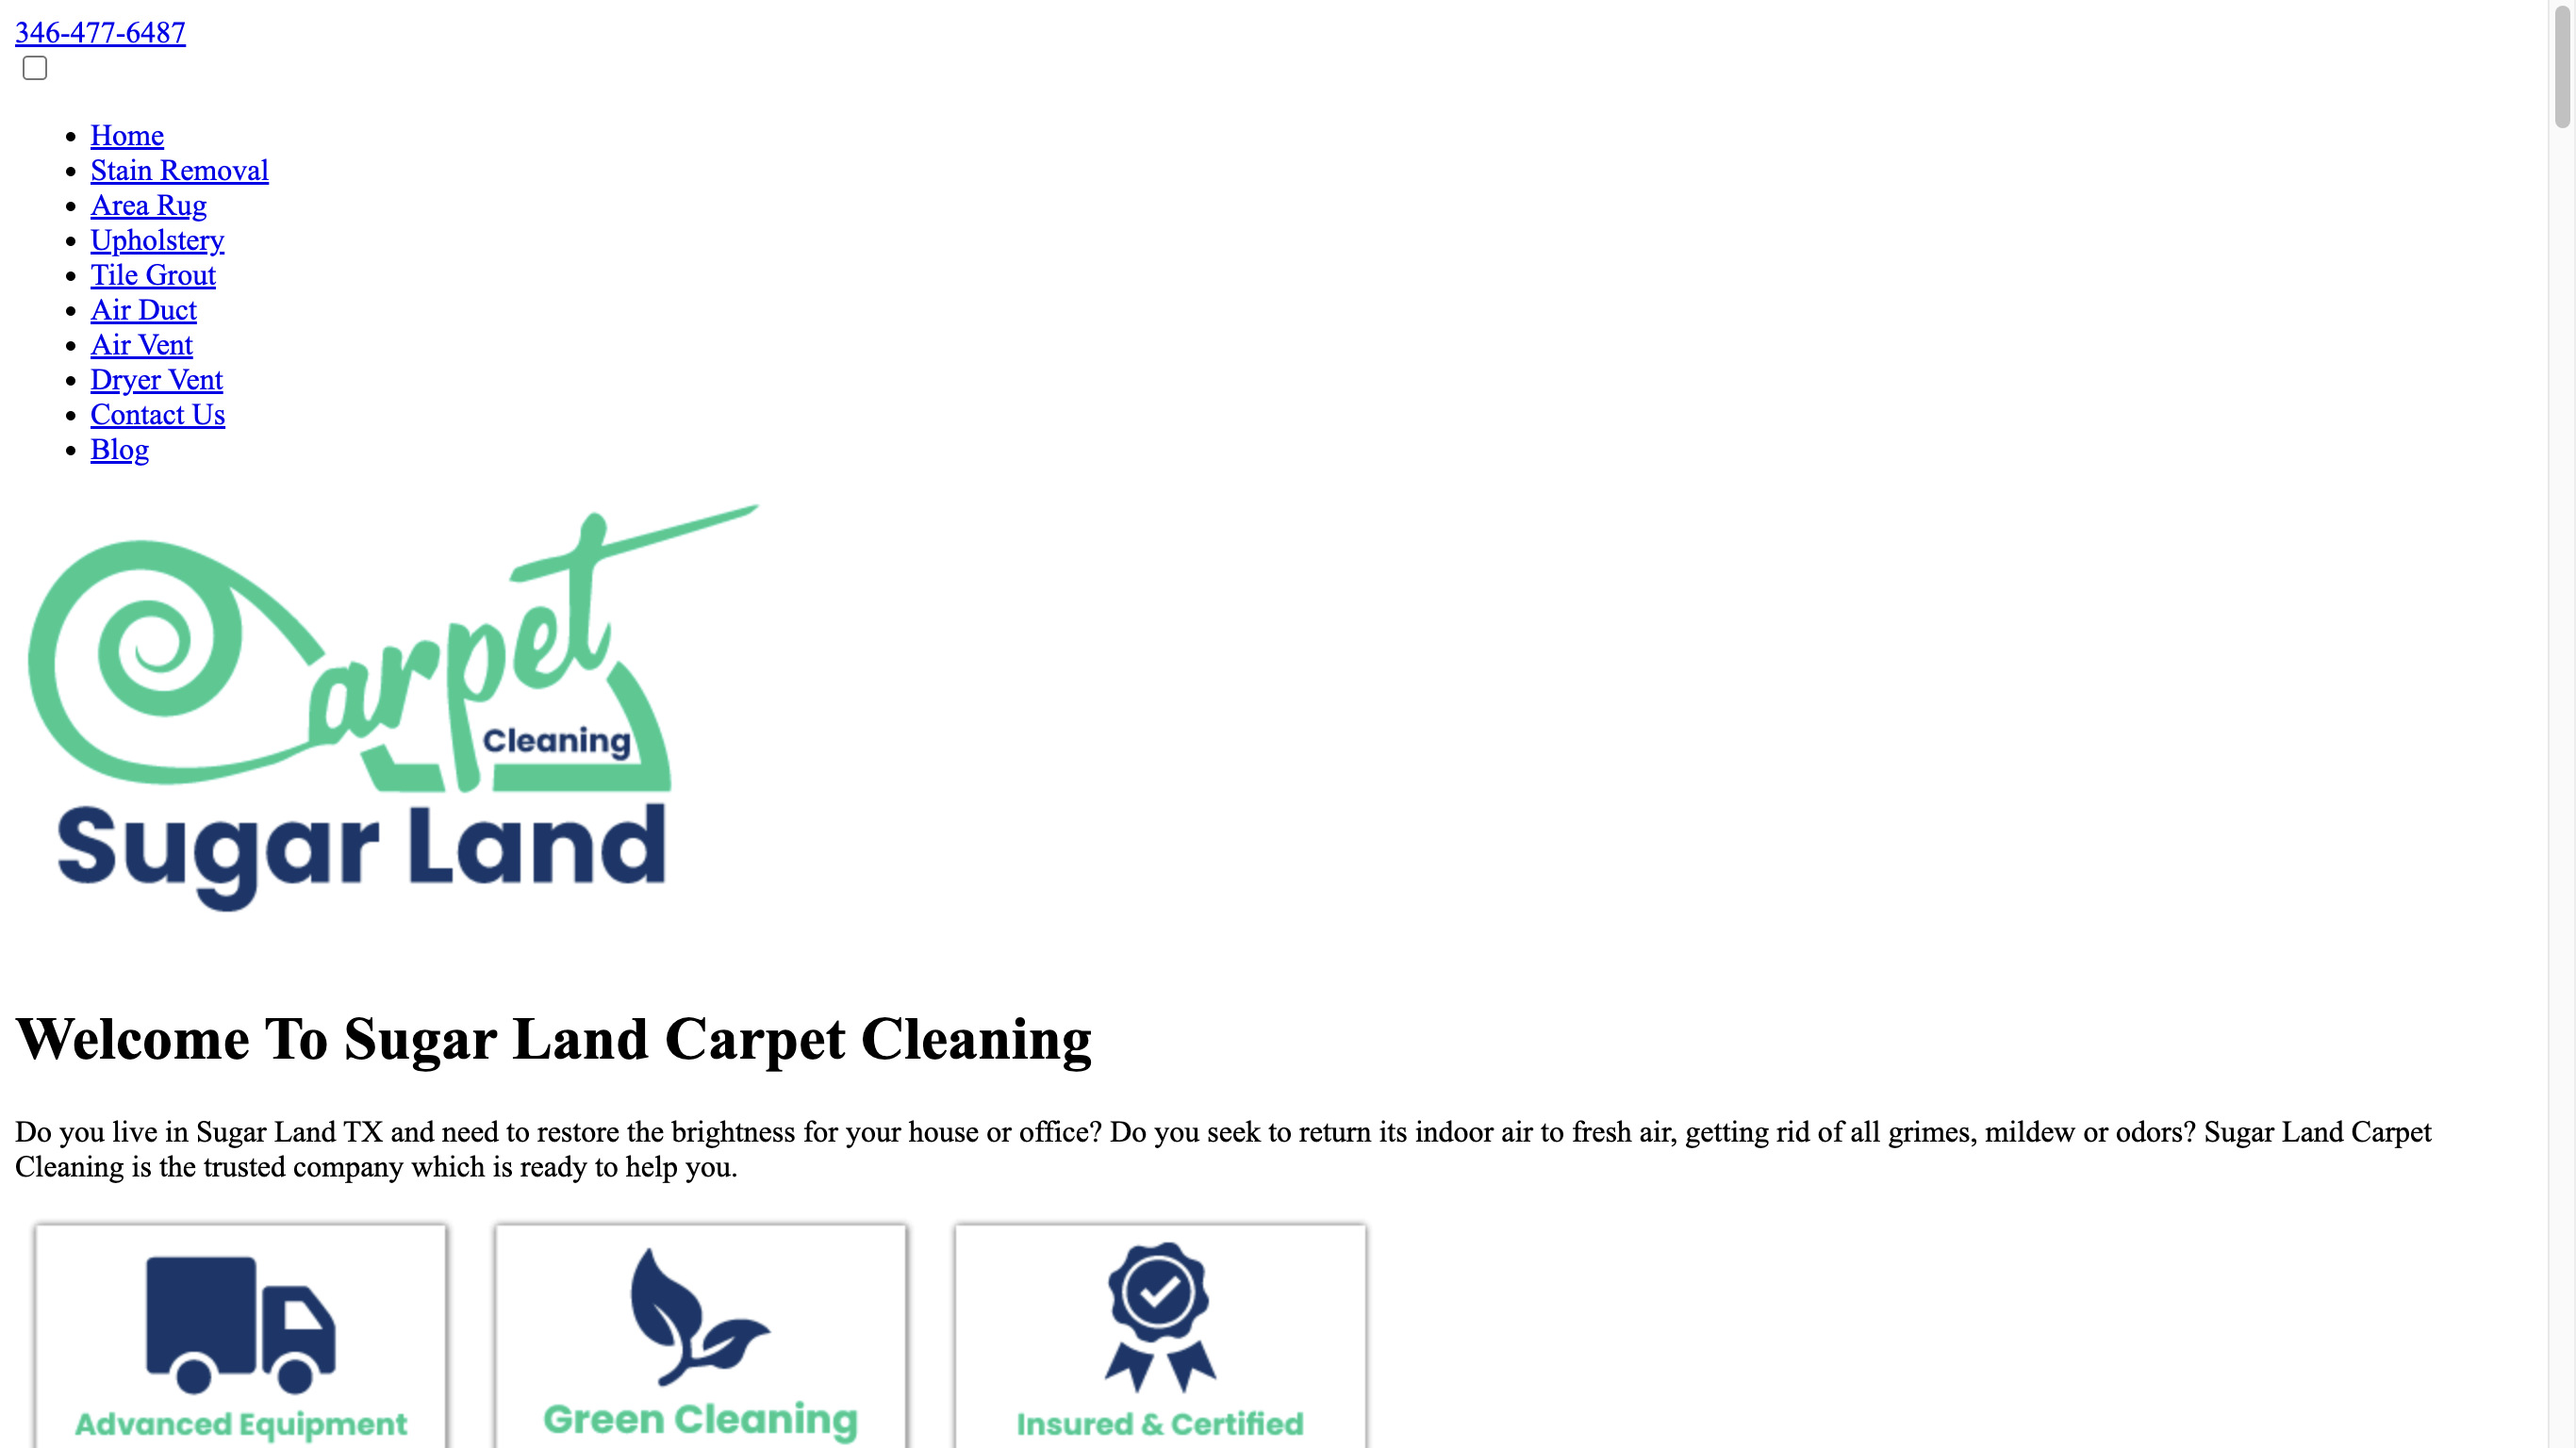 346-477-6487
Home
Stain Removal
Area Rug
Upholstery
Tile Grout
Air Duct
Air Vent
Dryer Vent
Contact Us
Blog
Carpet
Cleaning
Sugar Land
Welcome To Sugar Land Carpet Cleaning
Do you live in Sugar Land TX and need to restore the brightness for your house or office? Do you seek to return its indoor air to fresh air, getting rid of all grimes, mildew or odors? Sugar Land Carpet
Cleaning is the trusted company which is ready to help you.
Advanced Equipment
Green Cleaning
Insured & Certified